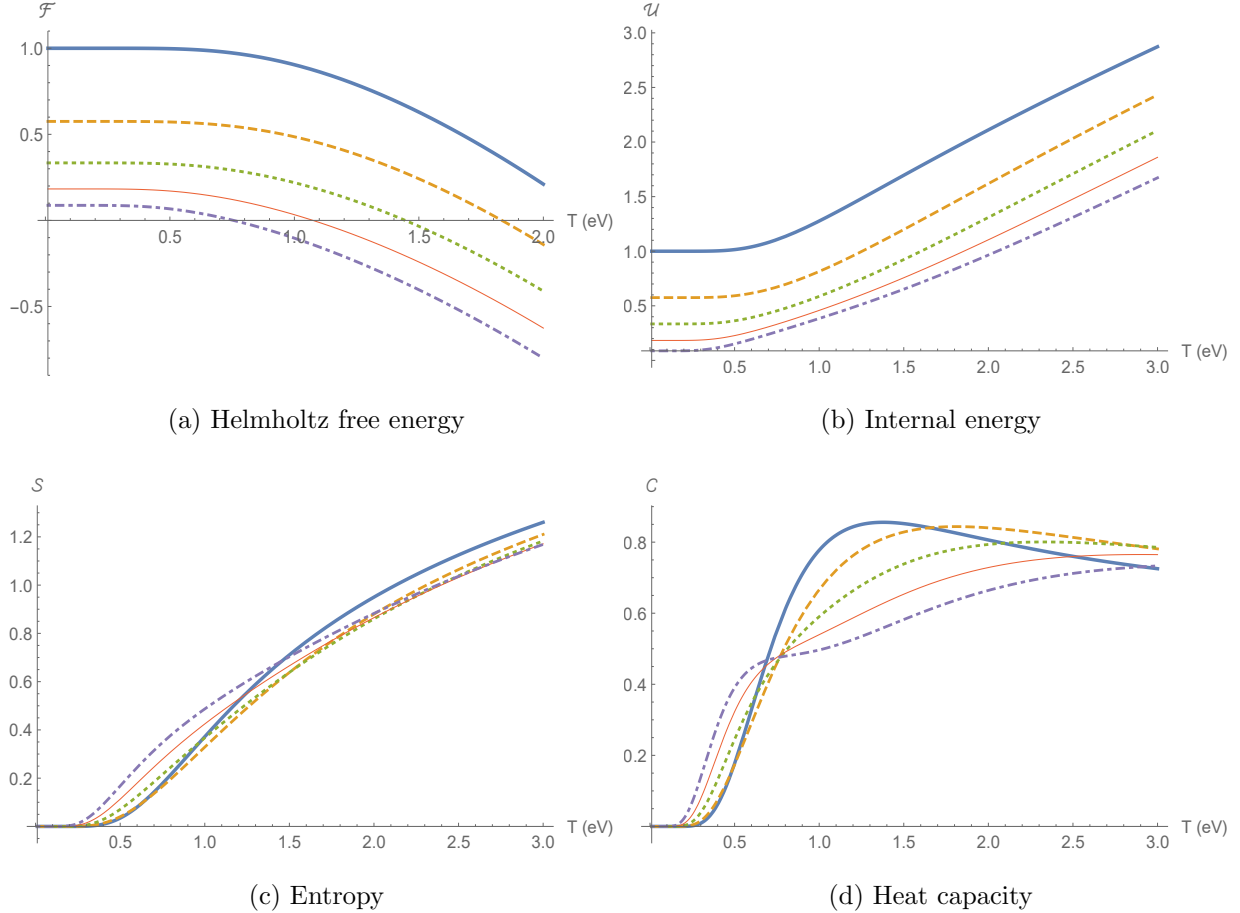 ℱ
1.0
0.5
0.5 1.0 1.5 2.0 T (eV)
−0.5
(a) Helmholtz free energy
𝒰
3.0
2.5
2.0
1.5
1.0
0.5
0.5 1.0 1.5 2.0 2.5 3.0 T (eV)
(b) Internal energy
𝒮
1.2
1.0
0.8
0.6
0.4
0.2
0.5 1.0 1.5 2.0 2.5 3.0 T (eV)
(c) Entropy
𝒞
0.8
0.6
0.4
0.2
0.5 1.0 1.5 2.0 2.5 3.0 T (eV)
(d) Heat capacity